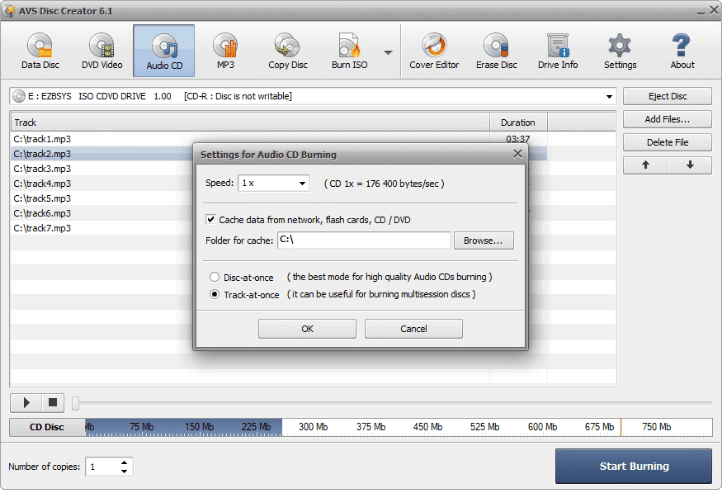 AVS Disc Creator 6.1
Data Disc DVD Video Audio CD MP3 Copy Disc Burn ISO Cover Editor Erase Disc Drive Info Settings About
E : EZBSYS ISO CDVD DRIVE 1.00 [CD-R : Disc is not writable]
Eject Disc
Track Duration
Add Files...
C:\track1.mp3 03:37
Delete File
C:\track2.mp3
C:\track3.mp3
C:\track4.mp3
C:\track5.mp3
C:\track6.mp3
C:\track7.mp3
Settings for Audio CD Burning
Speed: 1 x ( CD 1x = 176 400 bytes/sec )
Cache data from network, flash cards, CD / DVD
Folder for cache: C:\ Browse...
Disc-at-once ( the best mode for high quality Audio CDs burning )
Track-at-once ( it can be useful for burning multisession discs )
OK Cancel
CD Disc Mb 75 Mb 150 Mb 225 Mb 300 Mb 375 Mb 450 Mb 525 Mb 600 Mb 675 Mb 750 Mb
Number of copies: 1
Start Burning